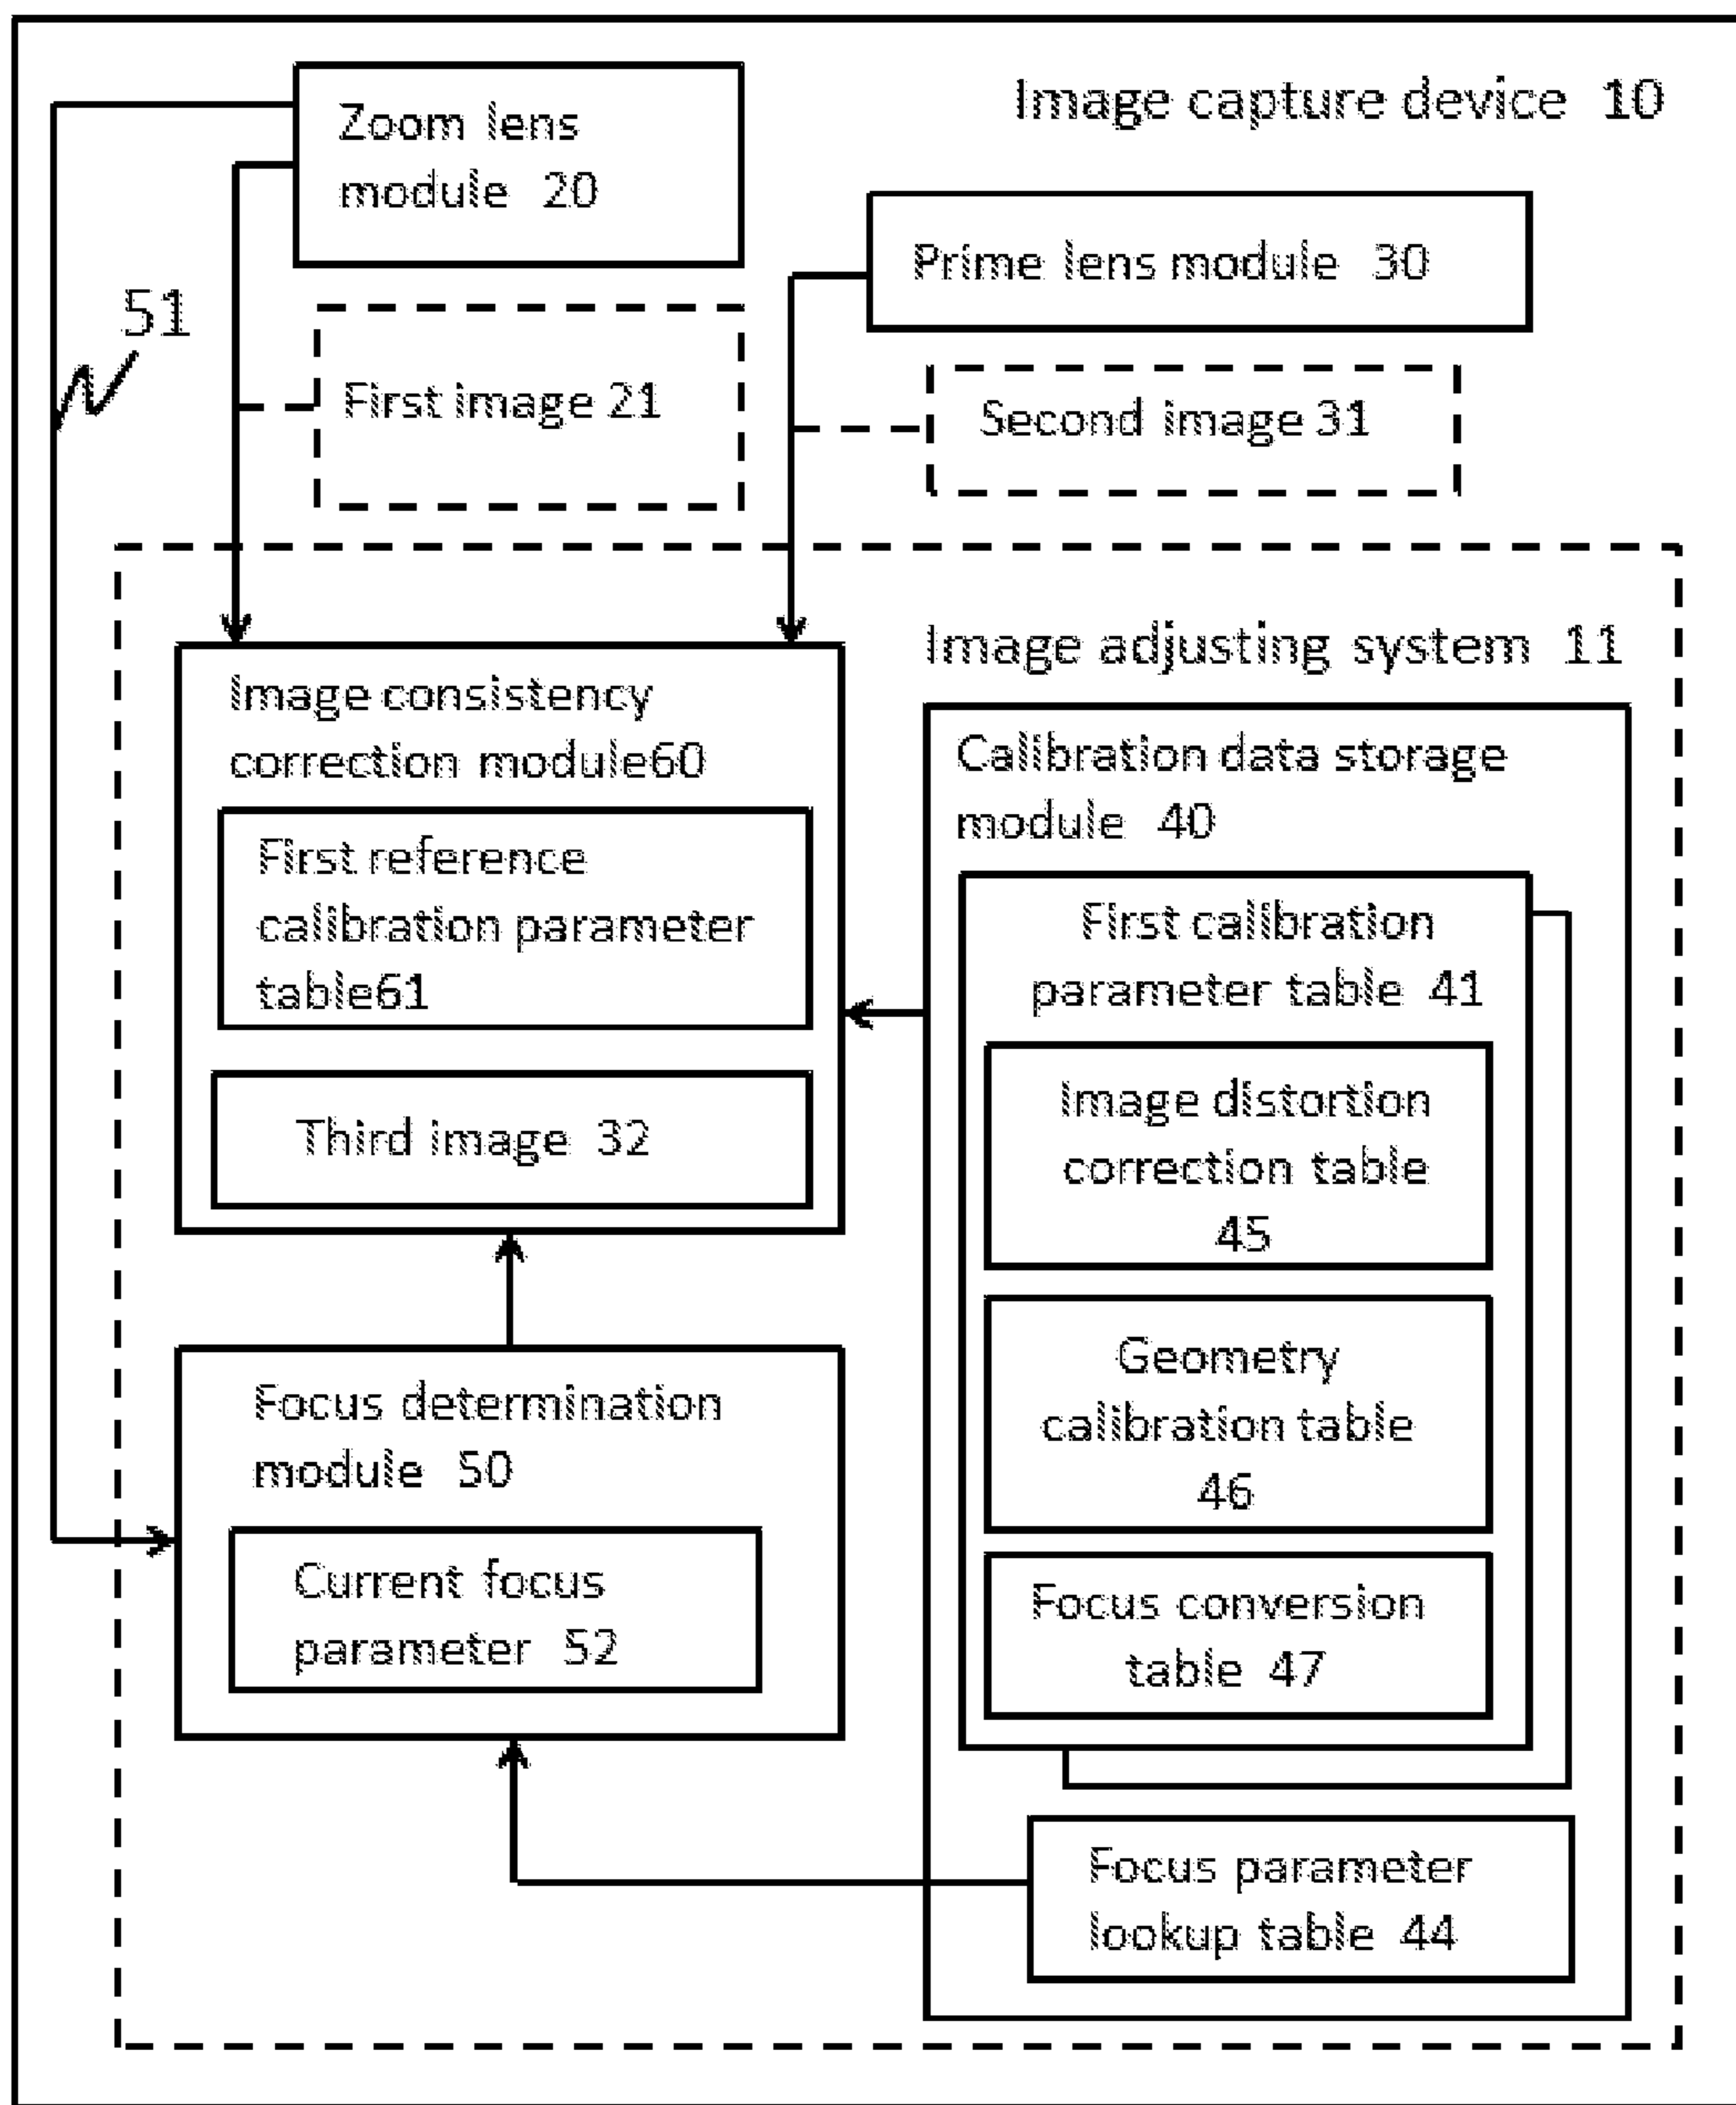 Image capture device 10
Zoom lens
module 20
Prime lens module 30
51
First image 21
Second image 31
Image adjusting system 11
Image consistency
correction module60
First reference
calibration parameter
table61
Third image 32
Calibration data storage
module 40
First calibration
parameter table 41
Image distortion
correction table
45
Geometry
calibration table
46
Focus conversion
table 47
Focus determination
module 50
Current focus
parameter 52
Focus parameter
lookup table 44